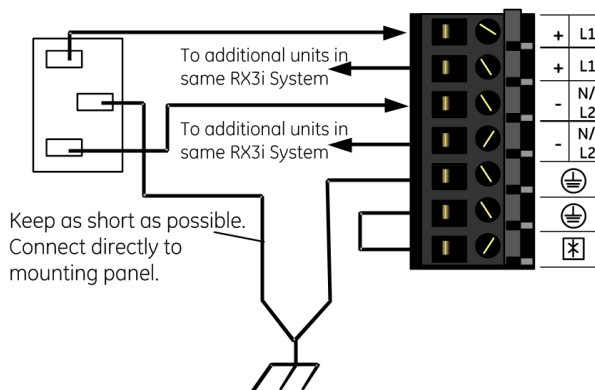 To additional units in
same RX3i System
To additional units in
same RX3i System
Keep as short as possible.
Connect directly to
mounting panel.
+ L1
+ L1
- N/
L2
- N/
L2